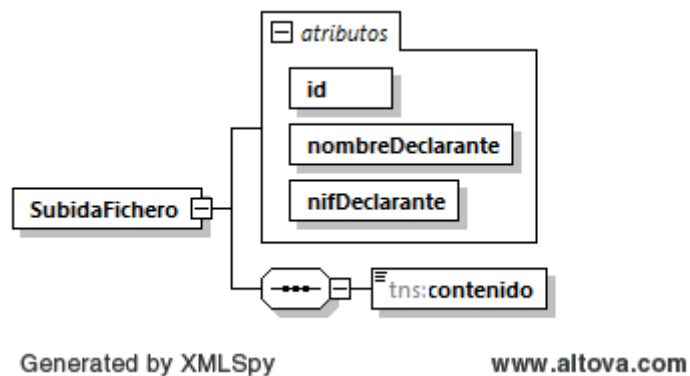 atributos
id
nombreDeclarante
nifDeclarante
SubidaFichero
tns:contenido
Generated by XMLSpy
www.altova.com